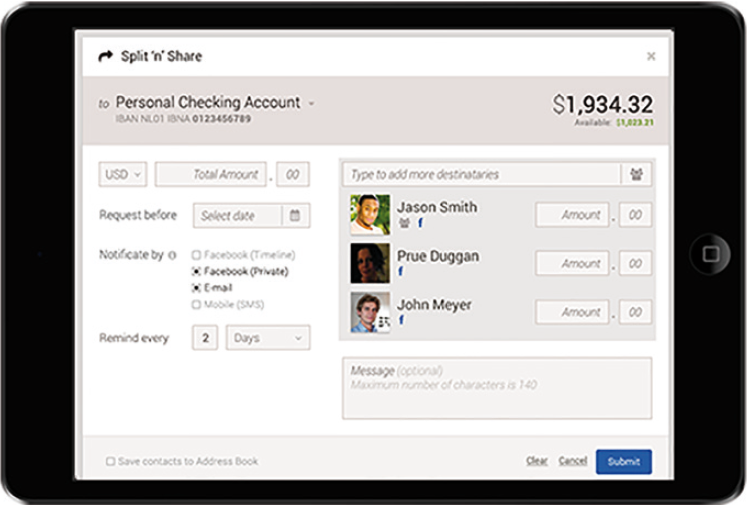 Split 'n' Share
to Personal Checking Account
IBAN NL01 IBNA 0123456789
$1,934.32
Available: $1,023.21
USD Total Amount . 00
Request before Select date
Notificate by
Facebook (Timeline)
Facebook (Private)
E-mail
Mobile (SMS)
Remind every 2 Days
Type to add more destinataries
Jason Smith
f
Amount . 00
Prue Duggan
f
Amount . 00
John Meyer
f
Amount . 00
Message (optional)
Maximum number of characters is 140
Save contacts to Address Book
Clear Cancel Submit